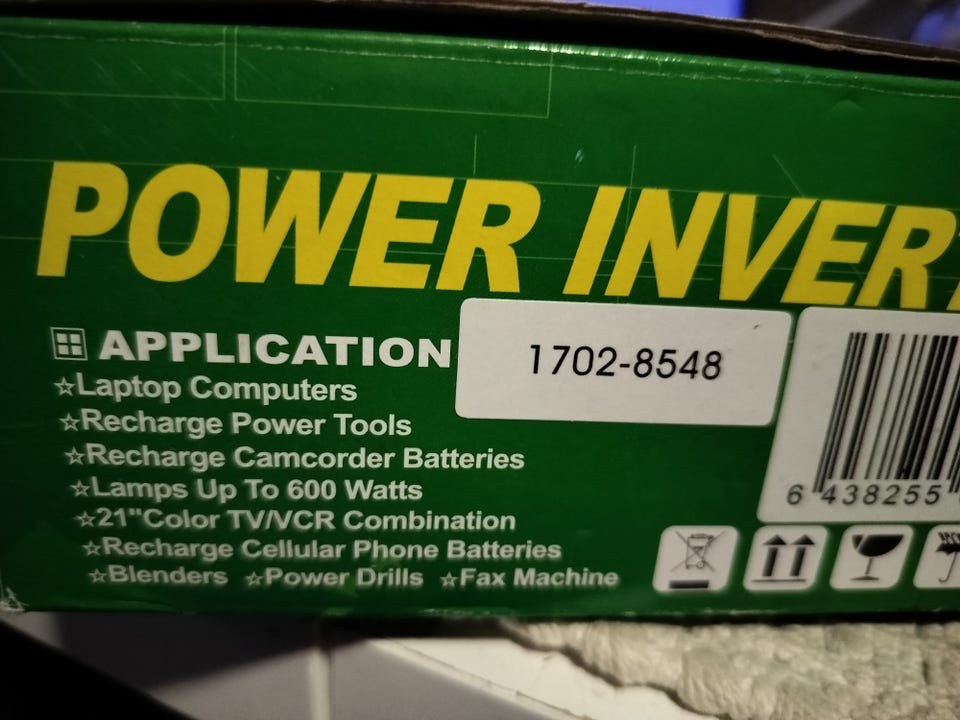 POWER INVER
APPLICATION
1702-8548
☆Laptop Computers
☆Recharge Power Tools
☆Recharge Camcorder Batteries
☆Lamps Up To 600 Watts
☆21"Color TV/VCR Combination
☆Recharge Cellular Phone Batteries
☆Blenders ☆Power Drills ☆Fax Machine
6 438255